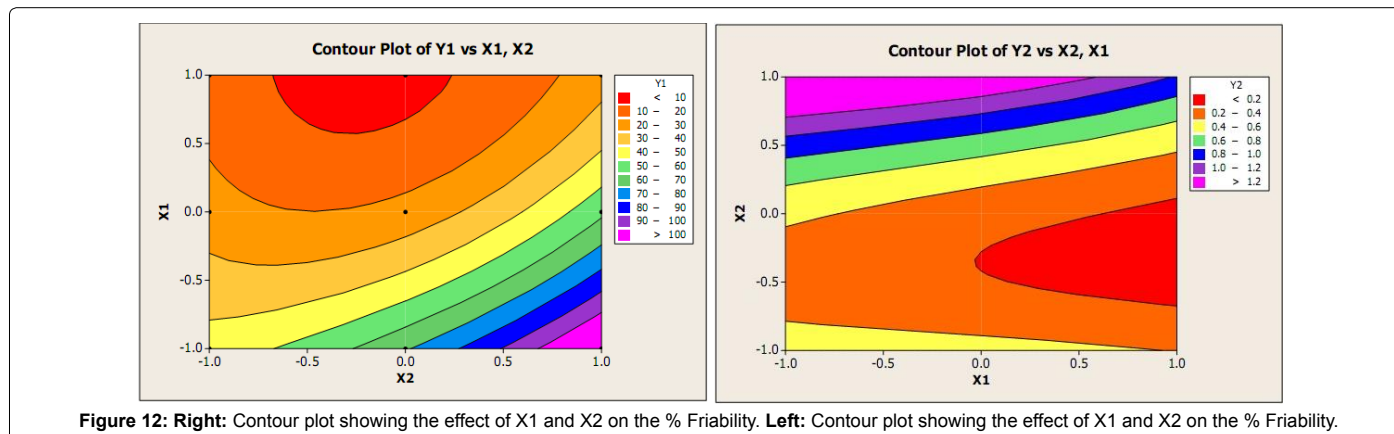 Contour Plot of Y1 vs X1, X2
X1
1.0
0.5
0.0
-0.5
-1.0
-1.0 -0.5 0.0 0.5 1.0
X2
Y1
< 10
10 – 20
20 – 30
30 – 40
40 – 50
50 – 60
60 – 70
70 – 80
80 – 90
90 – 100
> 100
Contour Plot of Y2 vs X2, X1
X2
1.0
0.5
0.0
-0.5
-1.0
-1.0 -0.5 0.0 0.5 1.0
X1
Y2
< 0.2
0.2 – 0.4
0.4 – 0.6
0.6 – 0.8
0.8 – 1.0
1.0 – 1.2
> 1.2
Figure 12: Right: Contour plot showing the effect of X1 and X2 on the % Friability. Left: Contour plot showing the effect of X1 and X2 on the % Friability.